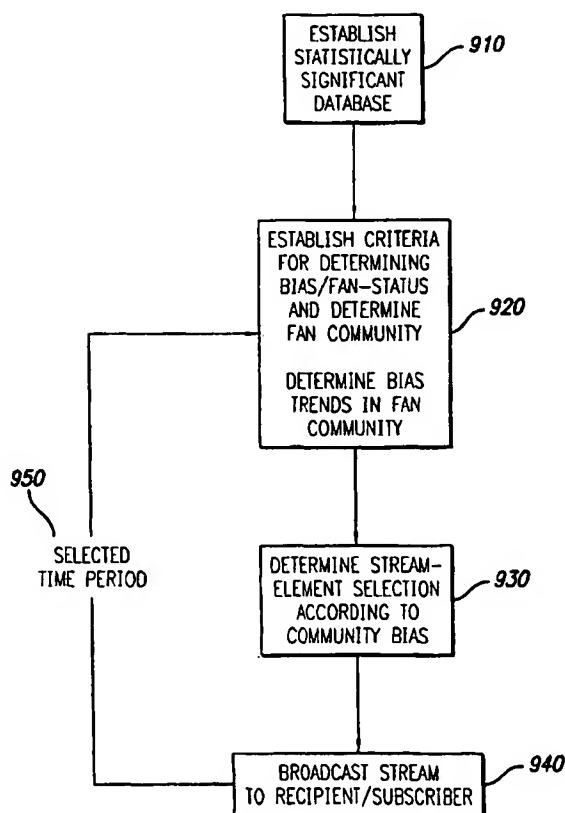 ESTABLISH
STATISTICALLY
SIGNIFICANT
DATABASE
910
ESTABLISH CRITERIA
FOR DETERMINING
BIAS/FAN-STATUS
AND DETERMINE
FAN COMMUNITY
DETERMINE BIAS
TRENDS IN FAN
COMMUNITY
920
950
SELECTED
TIME PERIOD
DETERMINE STREAM-
ELEMENT SELECTION
ACCORDING TO
COMMUNITY BIAS
930
BROADCAST STREAM
TO RECIPIENT/SUBSCRIBER
940